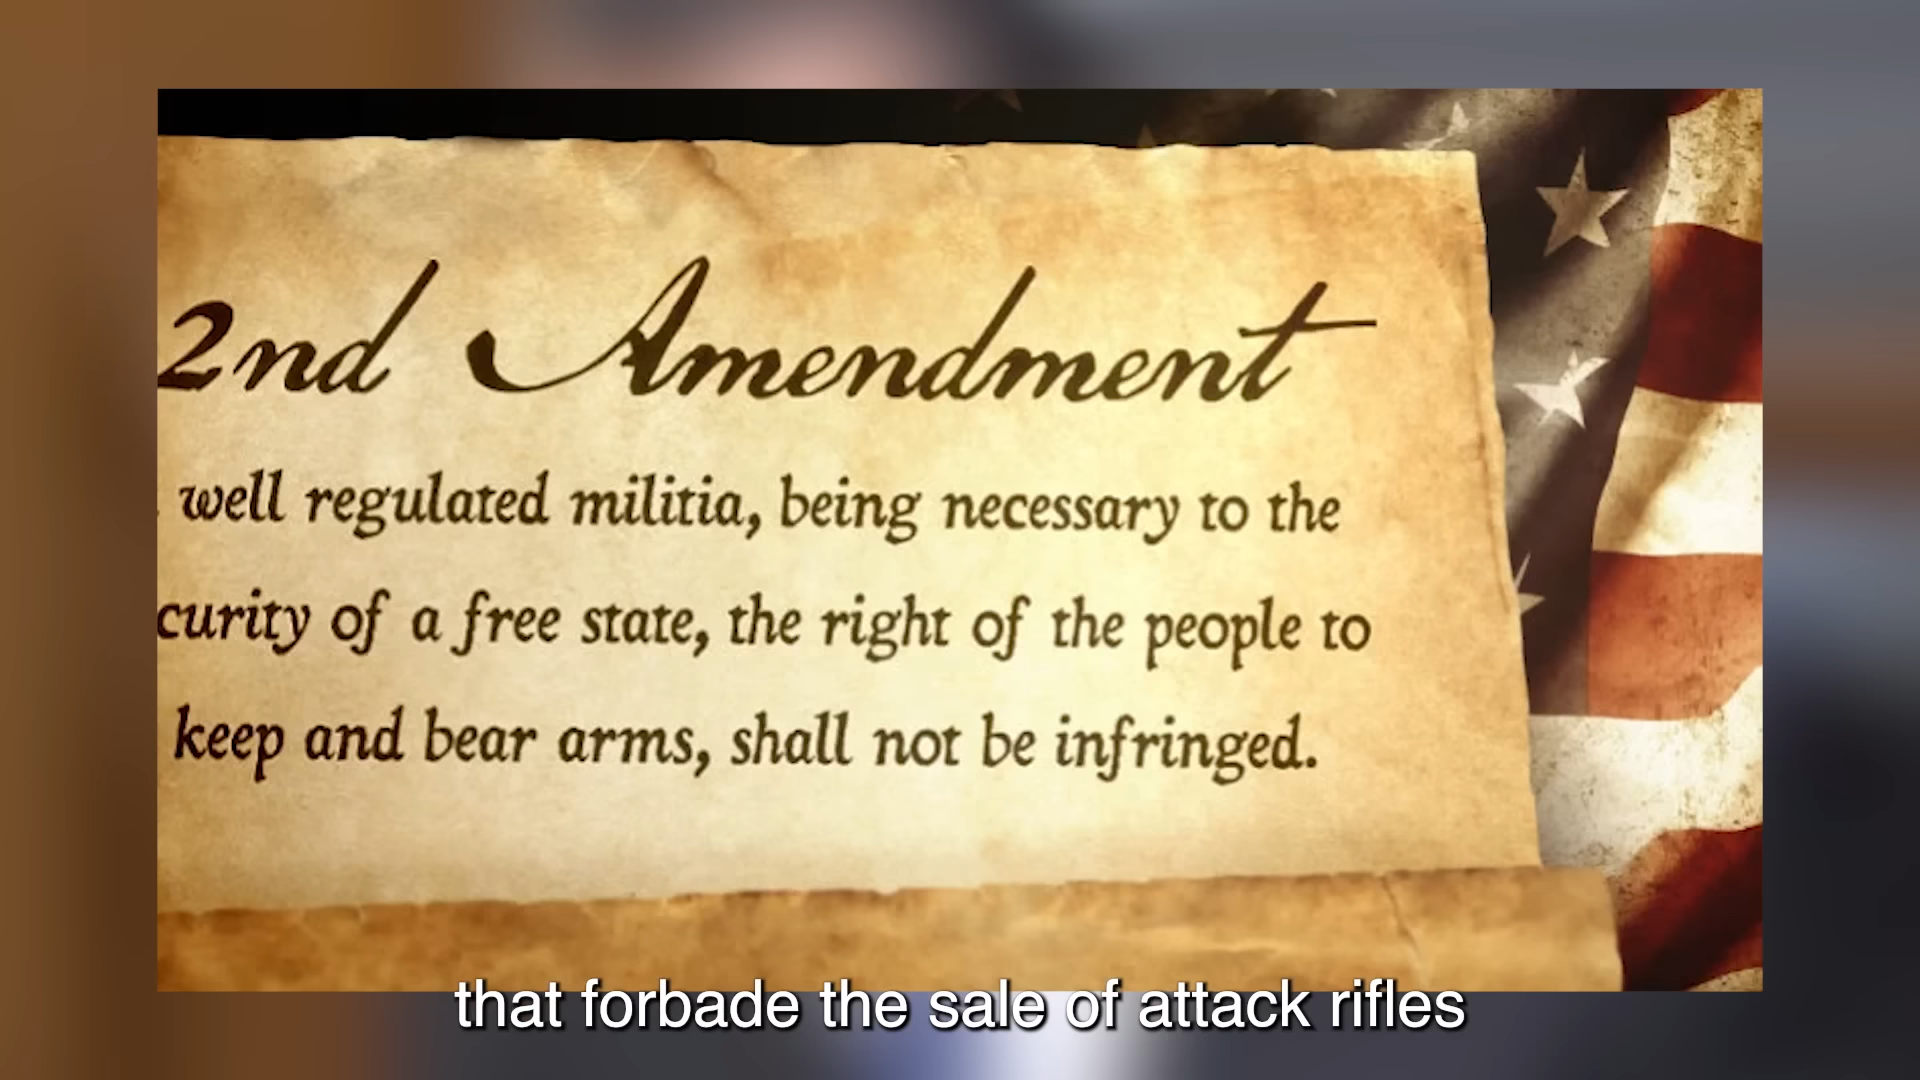 2nd Amendment
well regulated militia, being necessary to the
curity of a free state, the right of the people to
keep and bear arms, shall not be infringed.
that forbade the sale of attack rifles